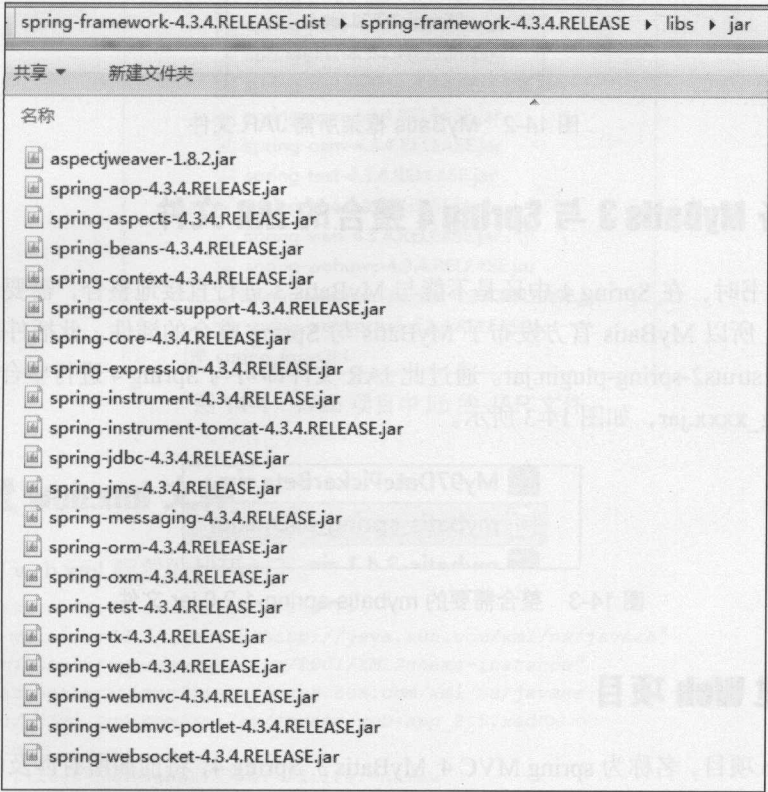 spring-framework-4.3.4.RELEASE-dist ▸ spring-framework-4.3.4.RELEASE ▸ libs ▸ jar
共享 新建文件夹
名称
aspectjweaver-1.8.2.jar
spring-aop-4.3.4.RELEASE.jar
spring-aspects-4.3.4.RELEASE.jar
spring-beans-4.3.4.RELEASE.jar
spring-context-4.3.4.RELEASE.jar
spring-context-support-4.3.4.RELEASE.jar
spring-core-4.3.4.RELEASE.jar
spring-expression-4.3.4.RELEASE.jar
spring-instrument-4.3.4.RELEASE.jar
spring-instrument-tomcat-4.3.4.RELEASE.jar
spring-jdbc-4.3.4.RELEASE.jar
spring-jms-4.3.4.RELEASE.jar
spring-messaging-4.3.4.RELEASE.jar
spring-orm-4.3.4.RELEASE.jar
spring-oxm-4.3.4.RELEASE.jar
spring-test-4.3.4.RELEASE.jar
spring-tx-4.3.4.RELEASE.jar
spring-web-4.3.4.RELEASE.jar
spring-webmvc-4.3.4.RELEASE.jar
spring-webmvc-portlet-4.3.4.RELEASE.jar
spring-websocket-4.3.4.RELEASE.jar